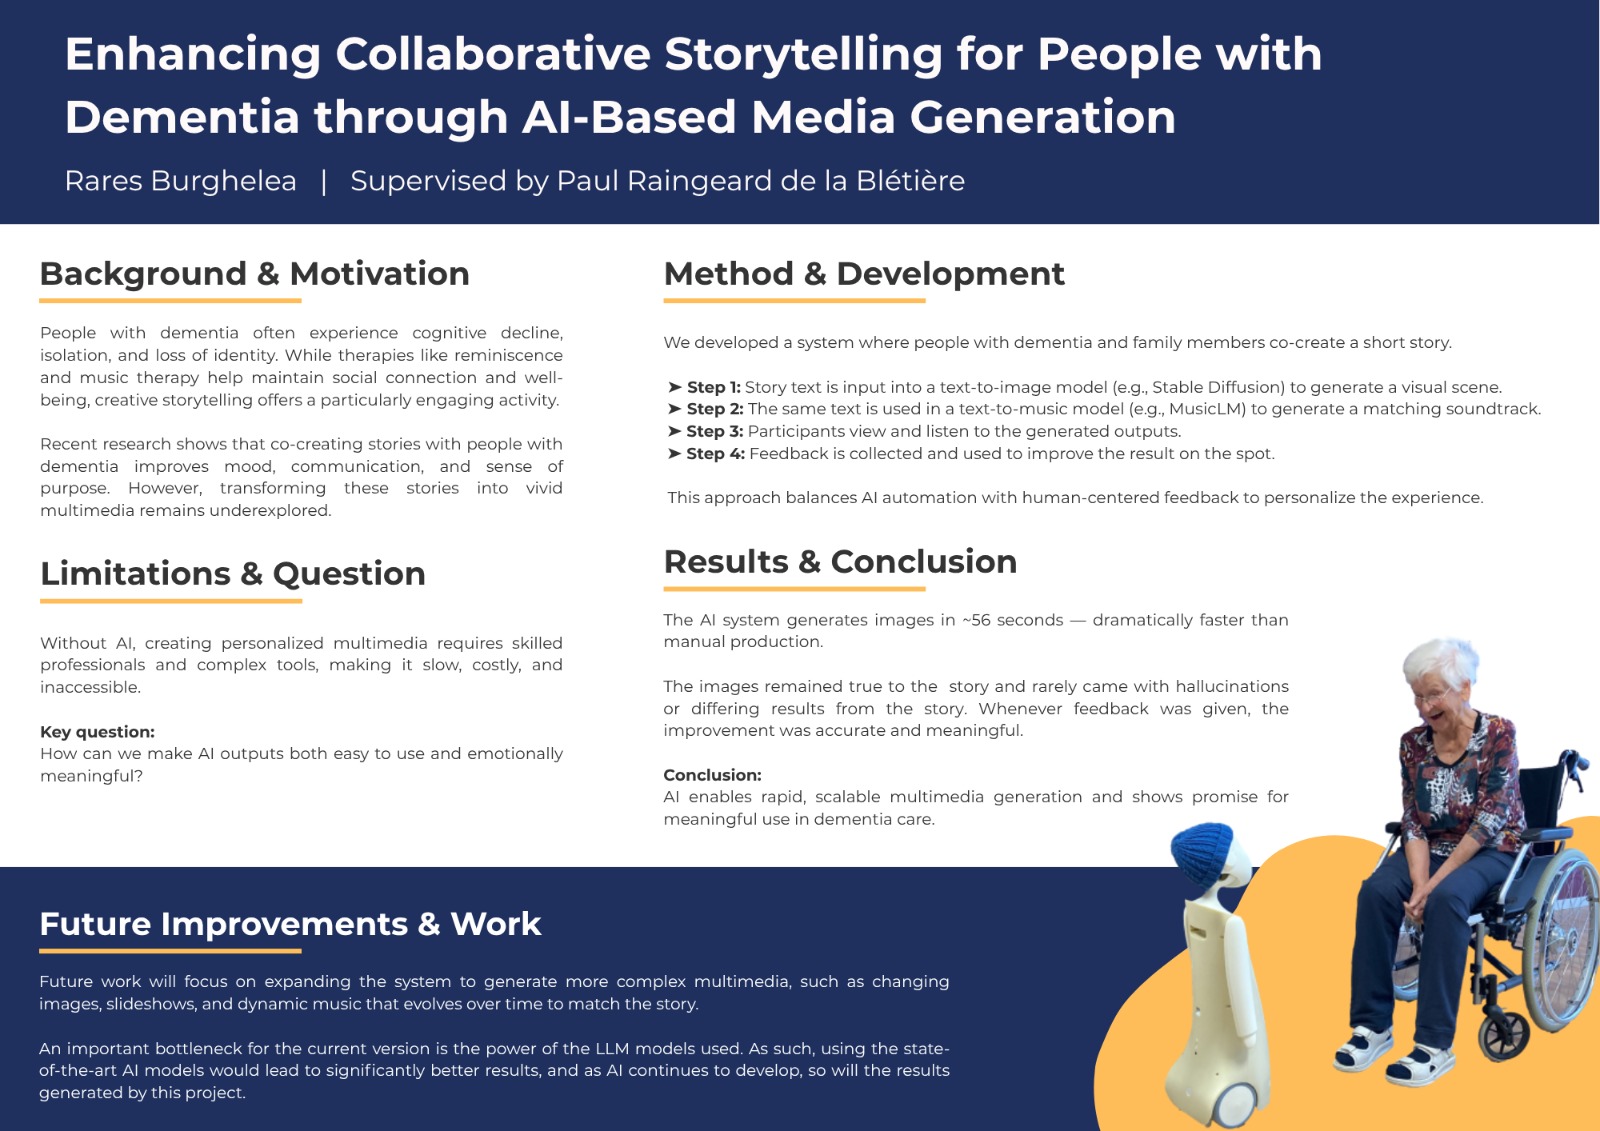 Enhancing Collaborative Storytelling for People with
Dementia through AI-Based Media Generation
Rares Burghelea | Supervised by Paul Raingeard de la Blétière
Background & Motivation
People with dementia often experience cognitive decline,
isolation, and loss of identity. While therapies like reminiscence
and music therapy help maintain social connection and well-
being, creative storytelling offers a particularly engaging activity.
Recent research shows that co-creating stories with people with
dementia improves mood, communication, and sense of
purpose. However, transforming these stories into vivid
multimedia remains underexplored.
Limitations & Question
Without AI, creating personalized multimedia requires skilled
professionals and complex tools, making it slow, costly, and
inaccessible.
Key question:
How can we make AI outputs both easy to use and emotionally
meaningful?
Method & Development
We developed a system where people with dementia and family members co-create a short story.
➤ Step 1: Story text is input into a text-to-image model (e.g., Stable Diffusion) to generate a visual scene.
➤ Step 2: The same text is used in a text-to-music model (e.g., MusicLM) to generate a matching soundtrack.
➤ Step 3: Participants view and listen to the generated outputs.
➤ Step 4: Feedback is collected and used to improve the result on the spot.
This approach balances AI automation with human-centered feedback to personalize the experience.
Results & Conclusion
The AI system generates images in ~56 seconds — dramatically faster than
manual production.
The images remained true to the story and rarely came with hallucinations
or differing results from the story. Whenever feedback was given, the
improvement was accurate and meaningful.
Conclusion:
AI enables rapid, scalable multimedia generation and shows promise for
meaningful use in dementia care.
Future Improvements & Work
Future work will focus on expanding the system to generate more complex multimedia, such as changing
images, slideshows, and dynamic music that evolves over time to match the story.
An important bottleneck for the current version is the power of the LLM models used. As such, using the state-
of-the-art AI models would lead to significantly better results, and as AI continues to develop, so will the results
generated by this project.